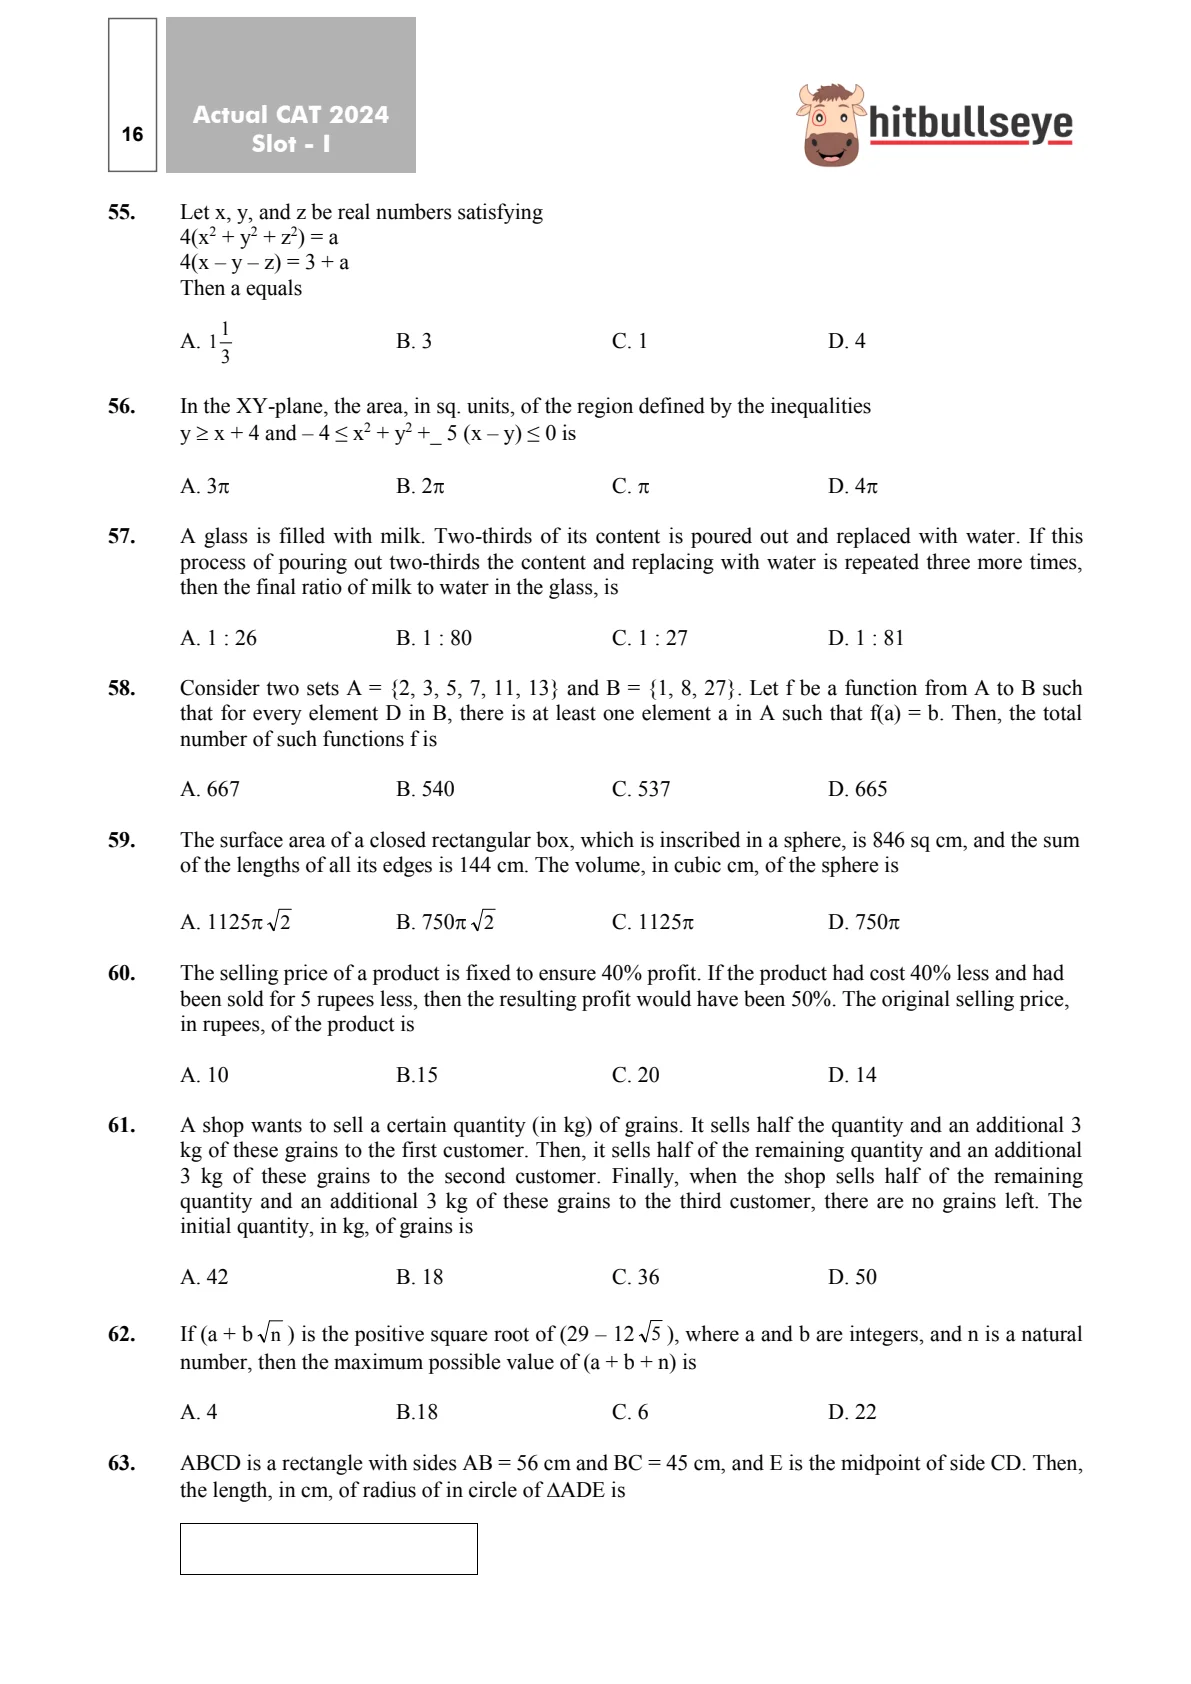 16
Actual CAT 2024
Slot - I
hitbullseye
55. Let x, y, and z be real numbers satisfying
4(x² + y² + z²) = a
4(x – y – z) = 3 + a
Then a equals
A. 1 1/3 B. 3 C. 1 D. 4
56. In the XY-plane, the area, in sq. units, of the region defined by the inequalities
y ≥ x + 4 and – 4 ≤ x² + y² +_ 5 (x – y) ≤ 0 is
A. 3π B. 2π C. π D. 4π
57. A glass is filled with milk. Two-thirds of its content is poured out and replaced with water. If this
process of pouring out two-thirds the content and replacing with water is repeated three more times,
then the final ratio of milk to water in the glass, is
A. 1 : 26 B. 1 : 80 C. 1 : 27 D. 1 : 81
58. Consider two sets A = {2, 3, 5, 7, 11, 13} and B = {1, 8, 27}. Let f be a function from A to B such
that for every element D in B, there is at least one element a in A such that f(a) = b. Then, the total
number of such functions f is
A. 667 B. 540 C. 537 D. 665
59. The surface area of a closed rectangular box, which is inscribed in a sphere, is 846 sq cm, and the sum
of the lengths of all its edges is 144 cm. The volume, in cubic cm, of the sphere is
A. 1125π√2 B. 750π√2 C. 1125π D. 750π
60. The selling price of a product is fixed to ensure 40% profit. If the product had cost 40% less and had
been sold for 5 rupees less, then the resulting profit would have been 50%. The original selling price,
in rupees, of the product is
A. 10 B.15 C. 20 D. 14
61. A shop wants to sell a certain quantity (in kg) of grains. It sells half the quantity and an additional 3
kg of these grains to the first customer. Then, it sells half of the remaining quantity and an additional
3 kg of these grains to the second customer. Finally, when the shop sells half of the remaining
quantity and an additional 3 kg of these grains to the third customer, there are no grains left. The
initial quantity, in kg, of grains is
A. 42 B. 18 C. 36 D. 50
62. If (a + b√n ) is the positive square root of (29 – 12√5 ), where a and b are integers, and n is a natural
number, then the maximum possible value of (a + b + n) is
A. 4 B.18 C. 6 D. 22
63. ABCD is a rectangle with sides AB = 56 cm and BC = 45 cm, and E is the midpoint of side CD. Then,
the length, in cm, of radius of in circle of ∆ADE is